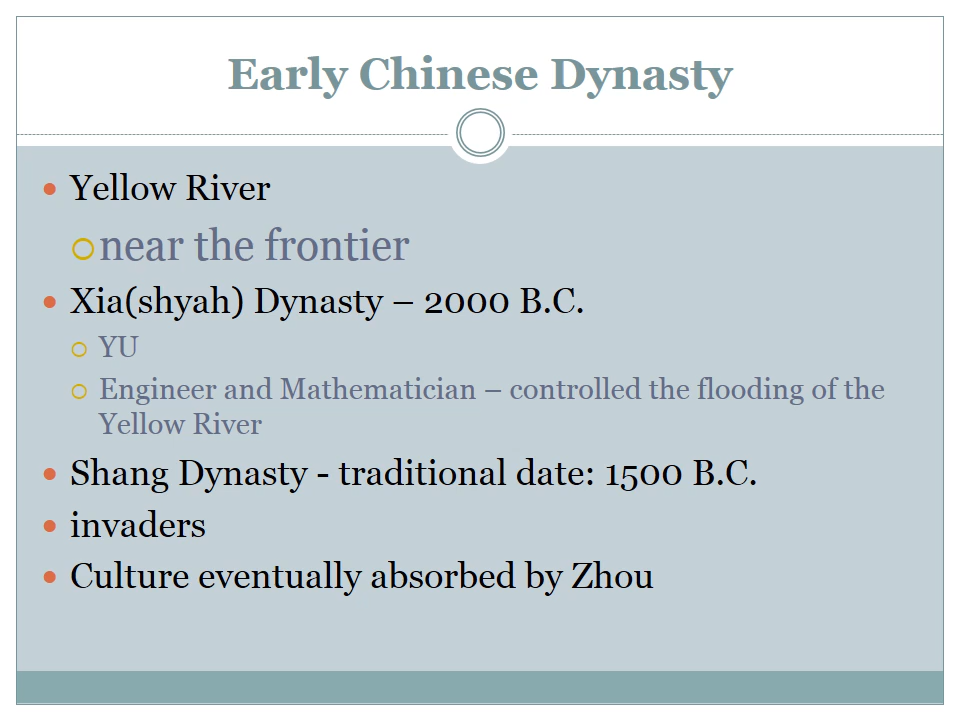 Early Chinese Dynasty
Yellow River
near the frontier
Xia(shyah) Dynasty – 2000 B.C.
YU
Engineer and Mathematician – controlled the flooding of the
Yellow River
Shang Dynasty - traditional date: 1500 B.C.
invaders
Culture eventually absorbed by Zhou